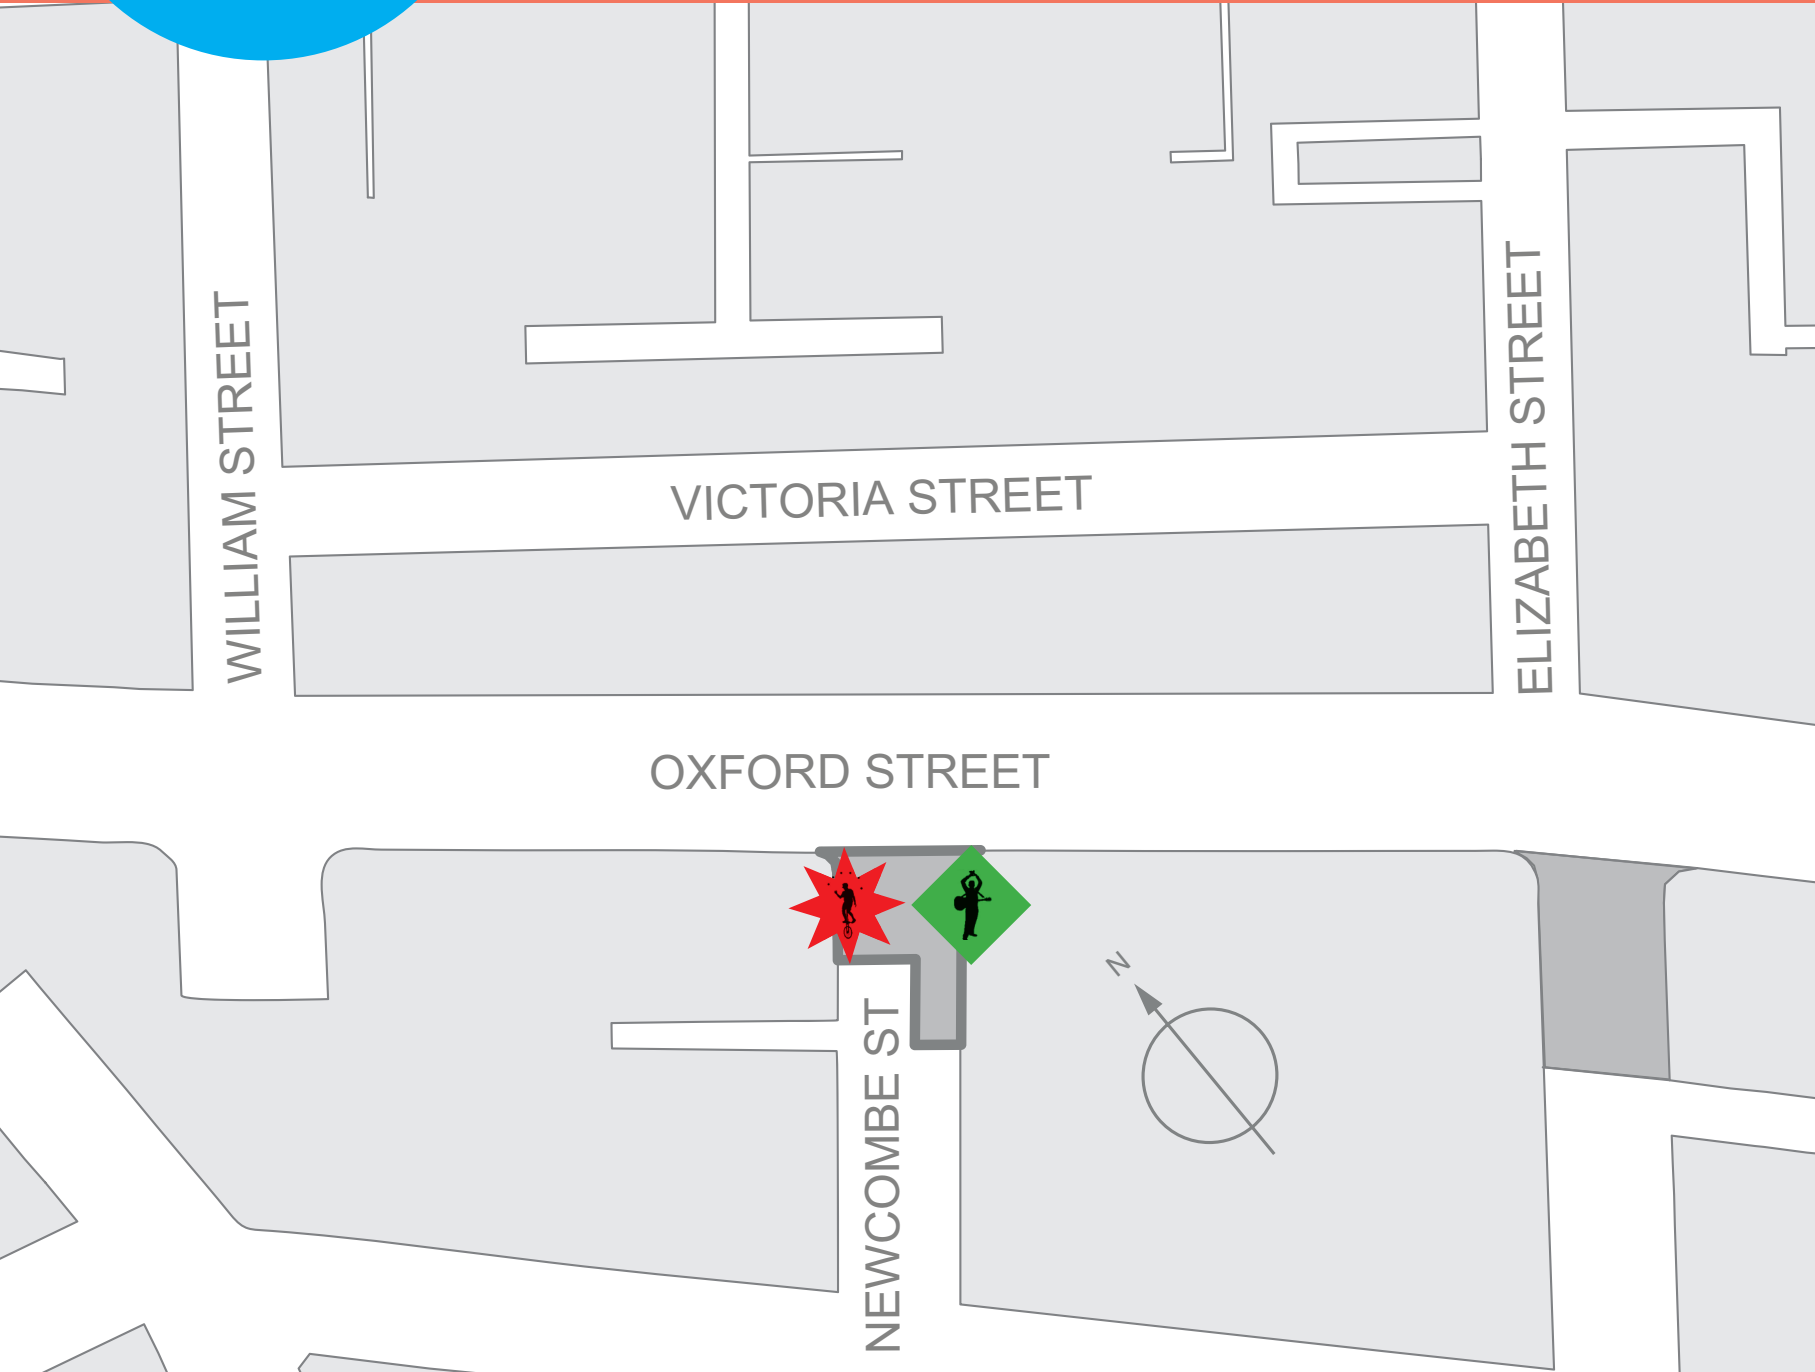 WILLIAM STREET
ELIZABETH STREET
VICTORIA STREET
OXFORD STREET
N
NEWCOMBE ST